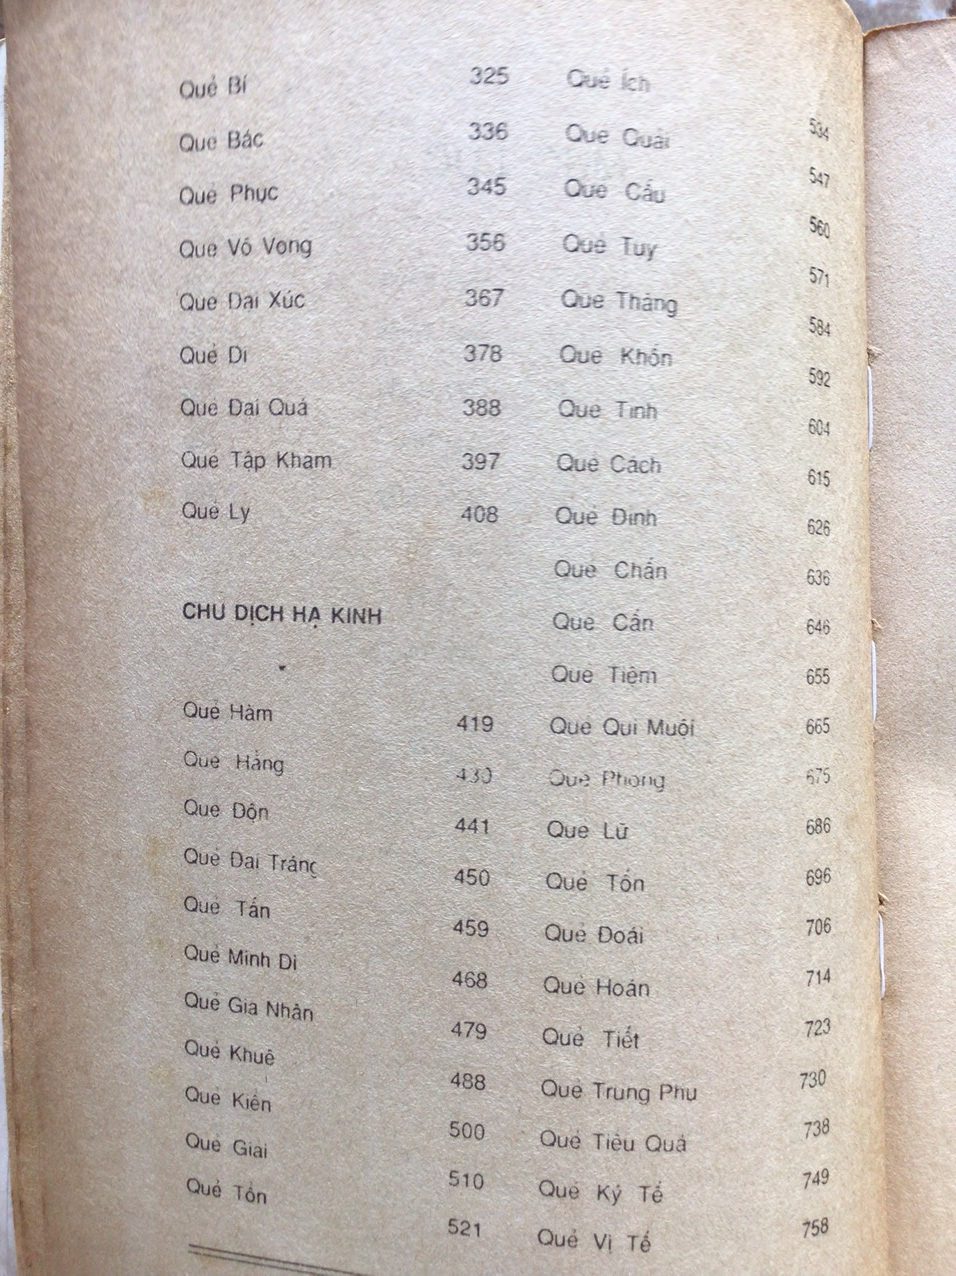 Quẻ Bí 325
Quẻ Bác 336
Quẻ Phục 345
Quẻ Vô Vọng 356
Quẻ Đại Xúc 367
Quẻ Di 378
Quẻ Đại Quá 388
Quẻ Tập Khảm 397
Quẻ Ly 408
CHU DỊCH HẠ KINH
Quẻ Hàm 419
Quẻ Hằng 430
Quẻ Độn 441
Quẻ Đại Tráng 450
Quẻ Tấn 459
Quẻ Minh Di 468
Quẻ Gia Nhân 479
Quẻ Khuê 488
Quẻ Kiển 500
Quẻ Giải 510
Quẻ Tổn 521
Quẻ Ích 534
Quẻ Quải 547
Quẻ Cấu 560
Quẻ Tuỵ 571
Quẻ Thăng 584
Quẻ Khốn 592
Quẻ Tỉnh 604
Quẻ Cách 615
Quẻ Đỉnh 626
Quẻ Chấn 636
Quẻ Cấn 646
Quẻ Tiệm 655
Quẻ Qui Muội 665
Quẻ Phong 675
Quẻ Lữ 686
Quẻ Tốn 696
Quẻ Đoái 706
Quẻ Hoán 714
Quẻ Tiết 723
Quẻ Trung Phu 730
Quẻ Tiểu Quá 738
Quẻ Ký Tế 749
Quẻ Vị Tế 758